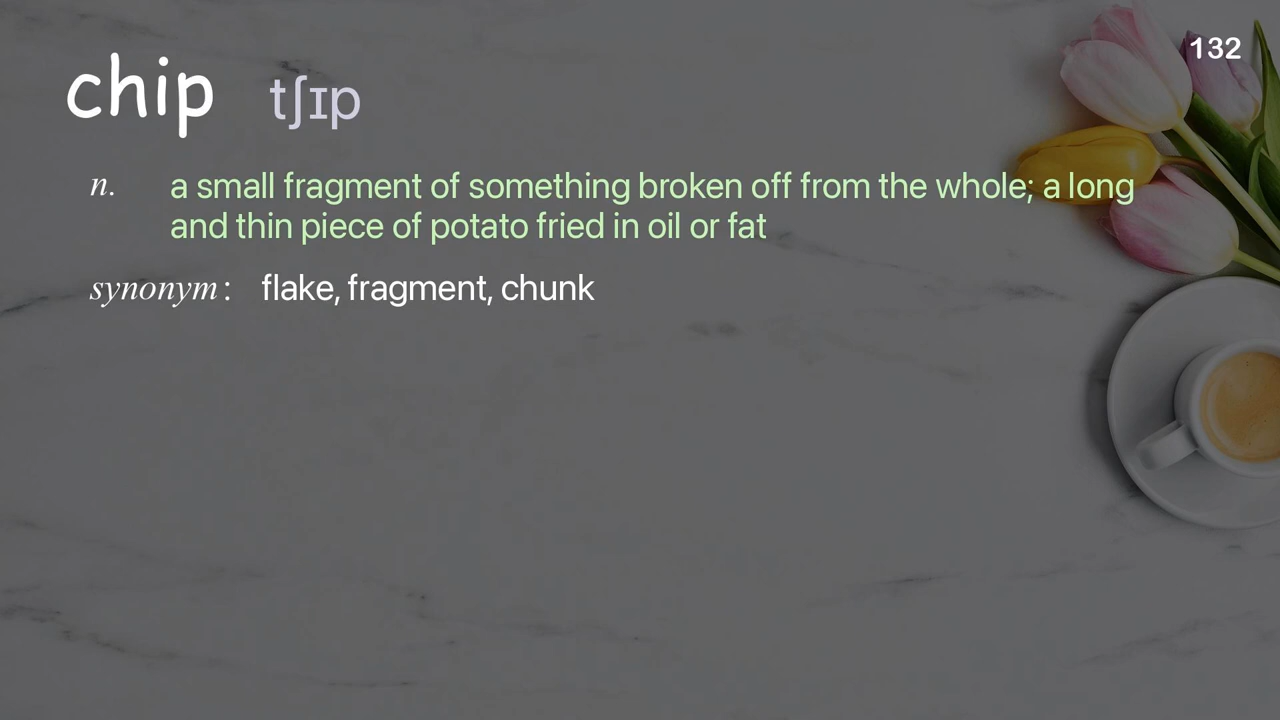 132
chip tʃɪp
n. a small fragment of something broken off from the whole; a long
and thin piece of potato fried in oil or fat
synonym: flake, fragment, chunk